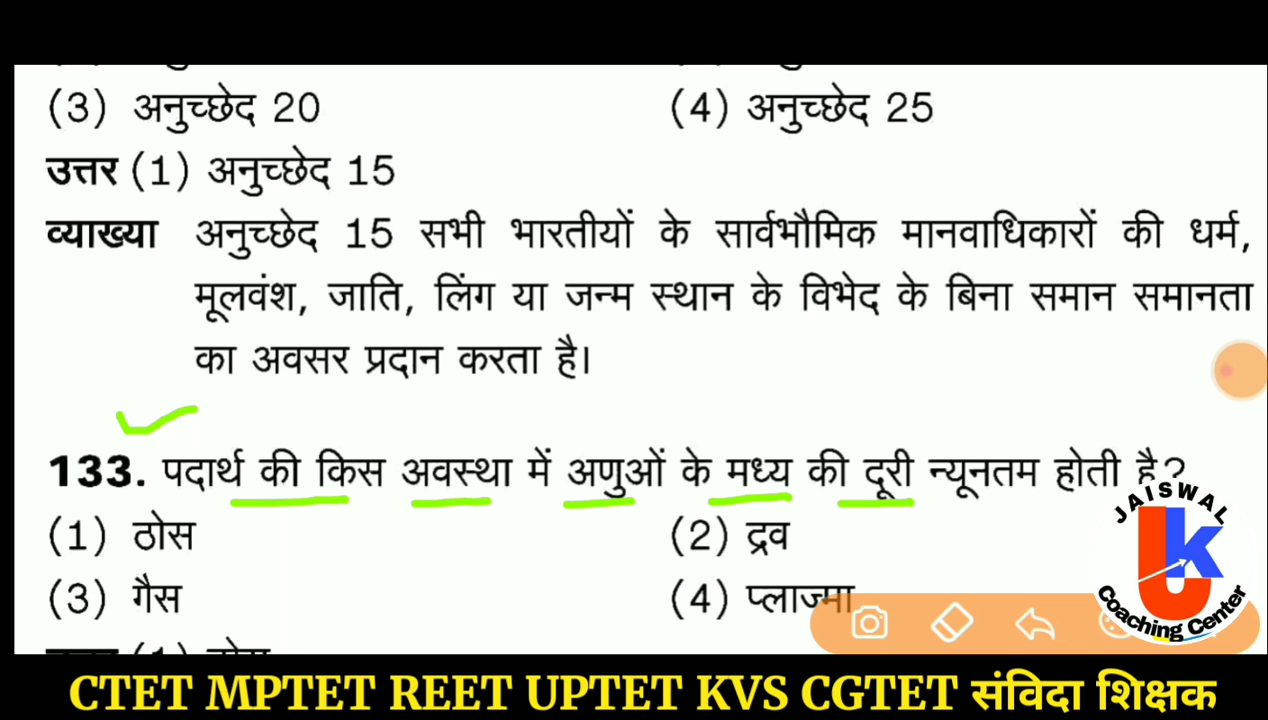 (3) अनुच्छेद 20 (4) अनुच्छेद 25
उत्तर (1) अनुच्छेद 15
व्याख्या अनुच्छेद 15 सभी भारतीयों के सार्वभौमिक मानवाधिकारों की धर्म,
मूलवंश, जाति, लिंग या जन्म स्थान के विभेद के बिना समान समानता
का अवसर प्रदान करता है।
133. पदार्थ की किस अवस्था में अणुओं के मध्य की दूरी न्यूनतम होती है?
(1) ठोस (2) द्रव
(3) गैस (4) प्लाज्मा
JAISWAL
UK
Coaching Center
CTET MPTET REET UPTET KVS CGTET संविदा शिक्षक